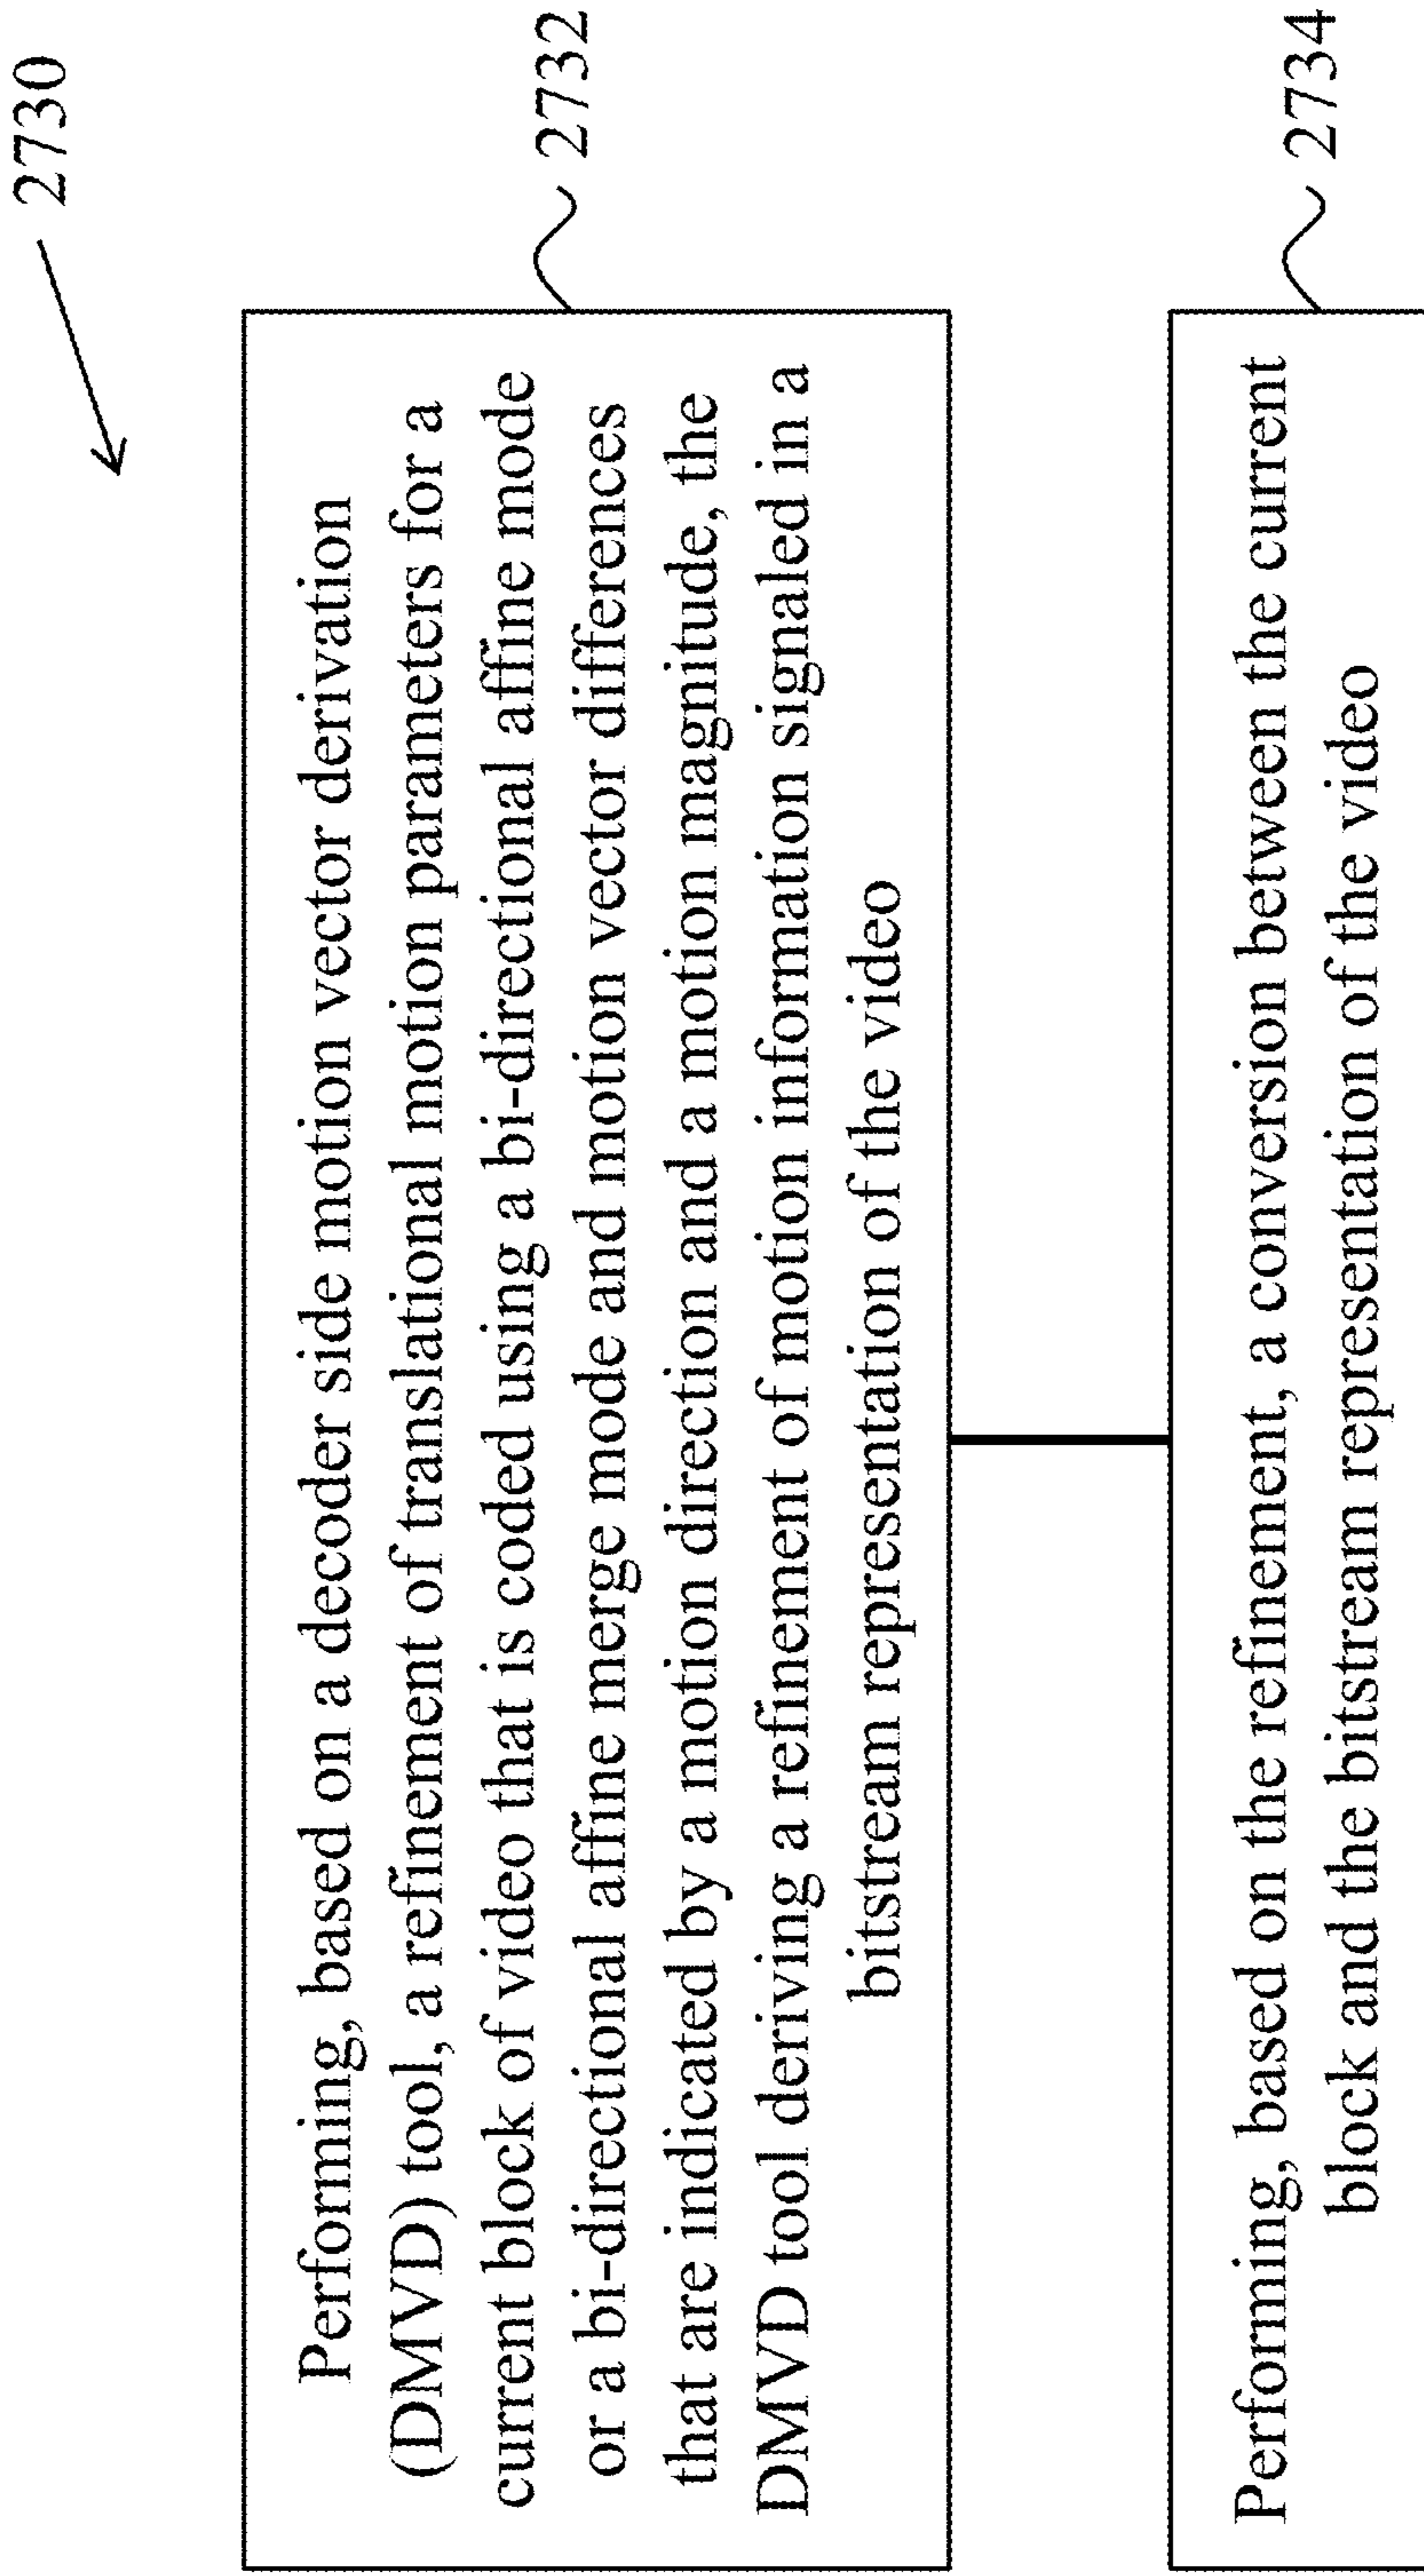 2730
Performing, based on a decoder side motion vector derivation
(DMVD) tool, a refinement of translational motion parameters for a
current block of video that is coded using a bi-directional affine mode
or a bi-directional affine merge mode and motion vector differences
that are indicated by a motion direction and a motion magnitude, the
DMVD tool deriving a refinement of motion information signaled in a
bitstream representation of the video
2732
Performing, based on the refinement, a conversion between the current
block and the bitstream representation of the video
2734